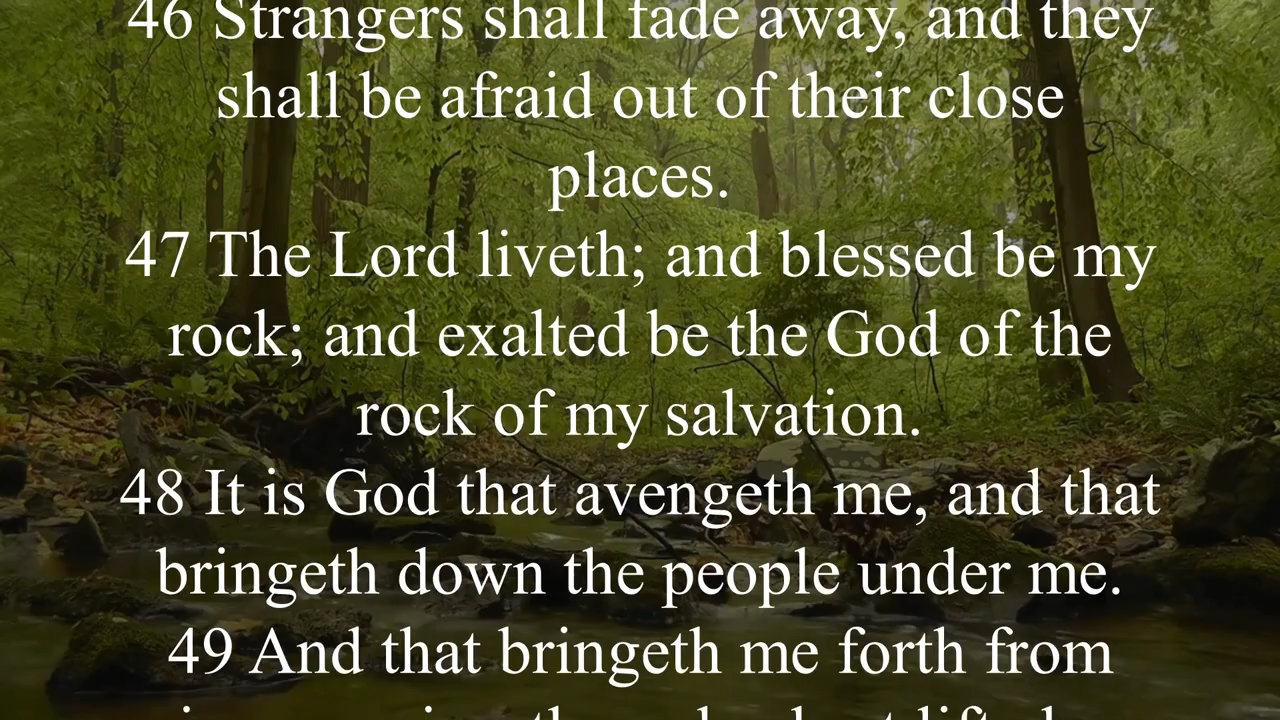 46 Strangers shall fade away, and they
shall be afraid out of their close
places.
47 The Lord liveth; and blessed be my
rock; and exalted be the God of the
rock of my salvation.
48 It is God that avengeth me, and that
bringeth down the people under me.
49 And that bringeth me forth from